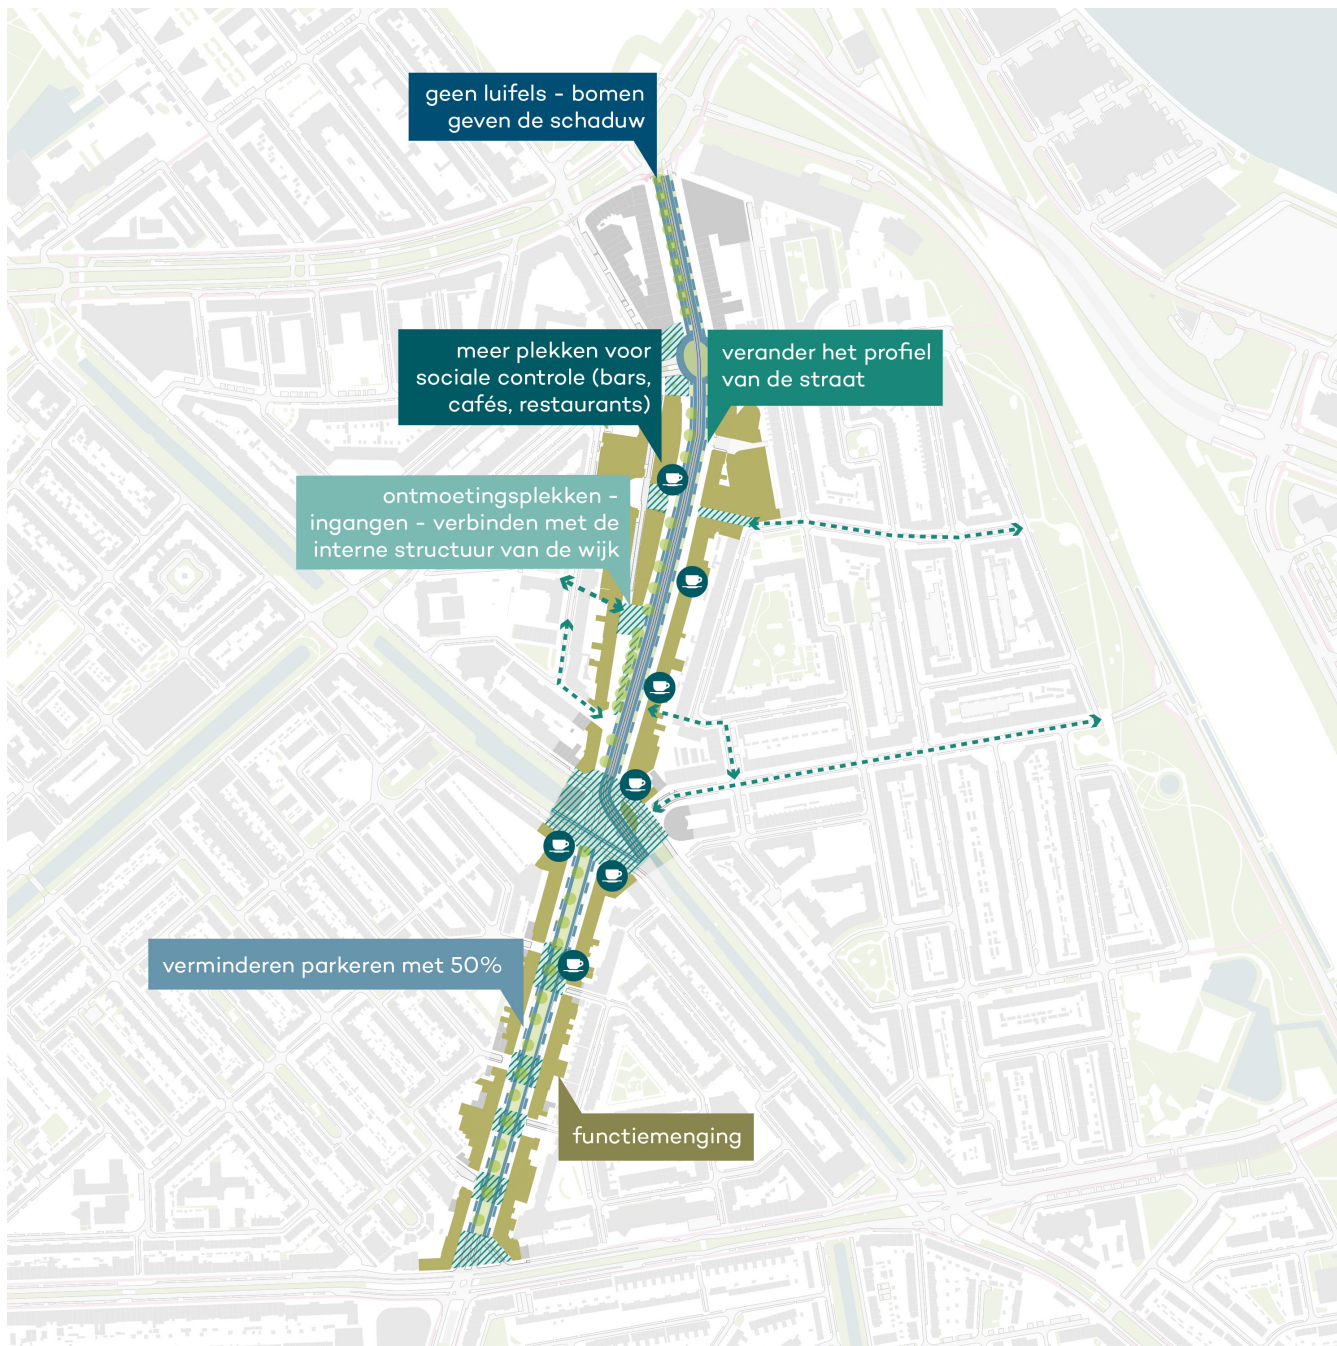 geen luifels - bomen
geven de schaduw
meer plekken voor
sociale controle (bars,
cafés, restaurants)
verander het profiel
van de straat
ontmoetingsplekken -
ingangen - verbinden met de
interne structuur van de wijk
verminderen parkeren met 50%
functiemenging